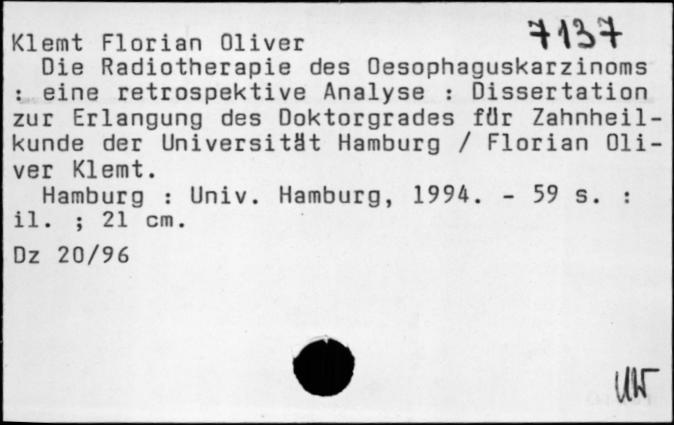 7137
Klemt Florian Oliver
Die Radiotherapie des Oesophaguskarzinoms
: eine retrospektive Analyse : Dissertation
zur Erlangung des Doktorgrades für Zahnheil-
kunde der Universität Hamburg / Florian Oli-
ver Klemt.
Hamburg : Univ. Hamburg, 1994. - 59 s. :
il. ; 21 cm.
Dz 20/96
UW